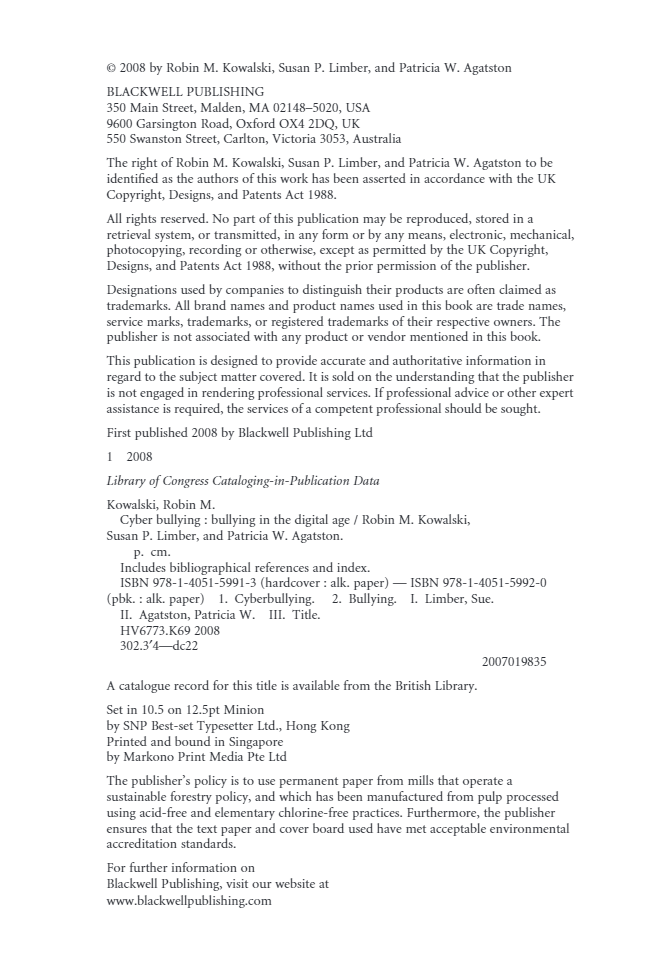 © 2008 by Robin M. Kowalski, Susan P. Limber, and Patricia W. Agatston
BLACKWELL PUBLISHING
350 Main Street, Malden, MA 02148–5020, USA
9600 Garsington Road, Oxford OX4 2DQ, UK
550 Swanston Street, Carlton, Victoria 3053, Australia
The right of Robin M. Kowalski, Susan P. Limber, and Patricia W. Agatston to be
identified as the authors of this work has been asserted in accordance with the UK
Copyright, Designs, and Patents Act 1988.
All rights reserved. No part of this publication may be reproduced, stored in a
retrieval system, or transmitted, in any form or by any means, electronic, mechanical,
photocopying, recording or otherwise, except as permitted by the UK Copyright,
Designs, and Patents Act 1988, without the prior permission of the publisher.
Designations used by companies to distinguish their products are often claimed as
trademarks. All brand names and product names used in this book are trade names,
service marks, trademarks, or registered trademarks of their respective owners. The
publisher is not associated with any product or vendor mentioned in this book.
This publication is designed to provide accurate and authoritative information in
regard to the subject matter covered. It is sold on the understanding that the publisher
is not engaged in rendering professional services. If professional advice or other expert
assistance is required, the services of a competent professional should be sought.
First published 2008 by Blackwell Publishing Ltd
1 2008
Library of Congress Cataloging-in-Publication Data
Kowalski, Robin M.
Cyber bullying : bullying in the digital age / Robin M. Kowalski,
Susan P. Limber, and Patricia W. Agatston.
p. cm.
Includes bibliographical references and index.
ISBN 978-1-4051-5991-3 (hardcover : alk. paper) — ISBN 978-1-4051-5992-0
(pbk. : alk. paper) 1. Cyberbullying. 2. Bullying. I. Limber, Sue.
II. Agatston, Patricia W. III. Title.
HV6773.K69 2008
302.3′4—dc22
2007019835
A catalogue record for this title is available from the British Library.
Set in 10.5 on 12.5pt Minion
by SNP Best-set Typesetter Ltd., Hong Kong
Printed and bound in Singapore
by Markono Print Media Pte Ltd
The publisher’s policy is to use permanent paper from mills that operate a
sustainable forestry policy, and which has been manufactured from pulp processed
using acid-free and elementary chlorine-free practices. Furthermore, the publisher
ensures that the text paper and cover board used have met acceptable environmental
accreditation standards.
For further information on
Blackwell Publishing, visit our website at
www.blackwellpublishing.com